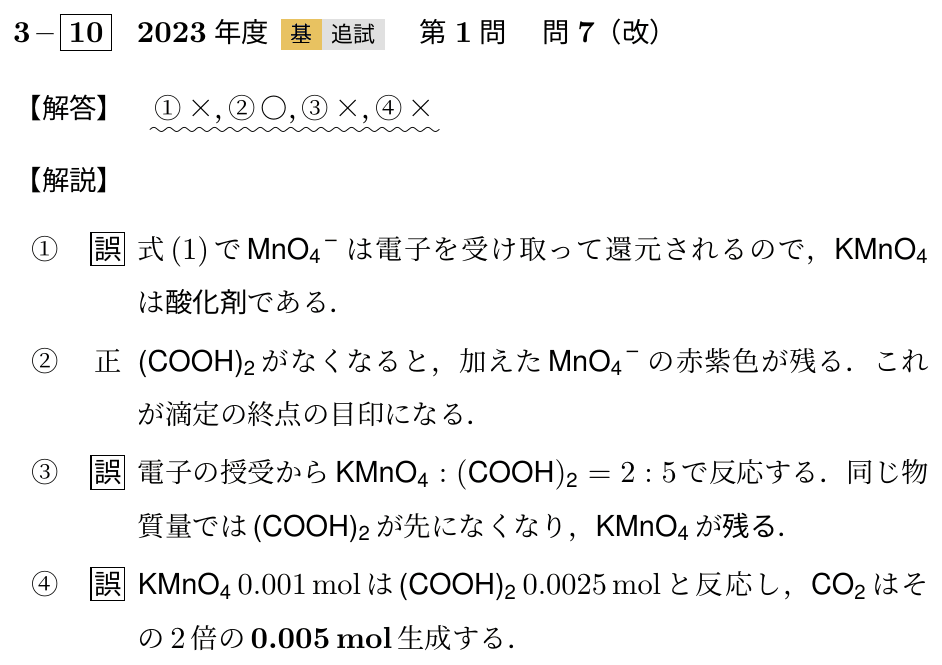 3－10 2023 年度 基 追試 第 1 問 問 7（改）
【解答】 ① ×, ② ○, ③ ×, ④ ×
【解説】
① 誤 式 (1) で MnO₄⁻ は電子を受け取って還元されるので，KMnO₄
は酸化剤である．
② 正 (COOH)₂ がなくなると，加えた MnO₄⁻ の赤紫色が残る．これ
が滴定の終点の目印になる．
③ 誤 電子の授受から KMnO₄ : (COOH)₂ = 2 : 5 で反応する．同じ物
質量では (COOH)₂ が先になくなり，KMnO₄ が残る．
④ 誤 KMnO₄ 0.001 mol は (COOH)₂ 0.0025 mol と反応し，CO₂ はそ
の 2 倍の 0.005 mol 生成する．